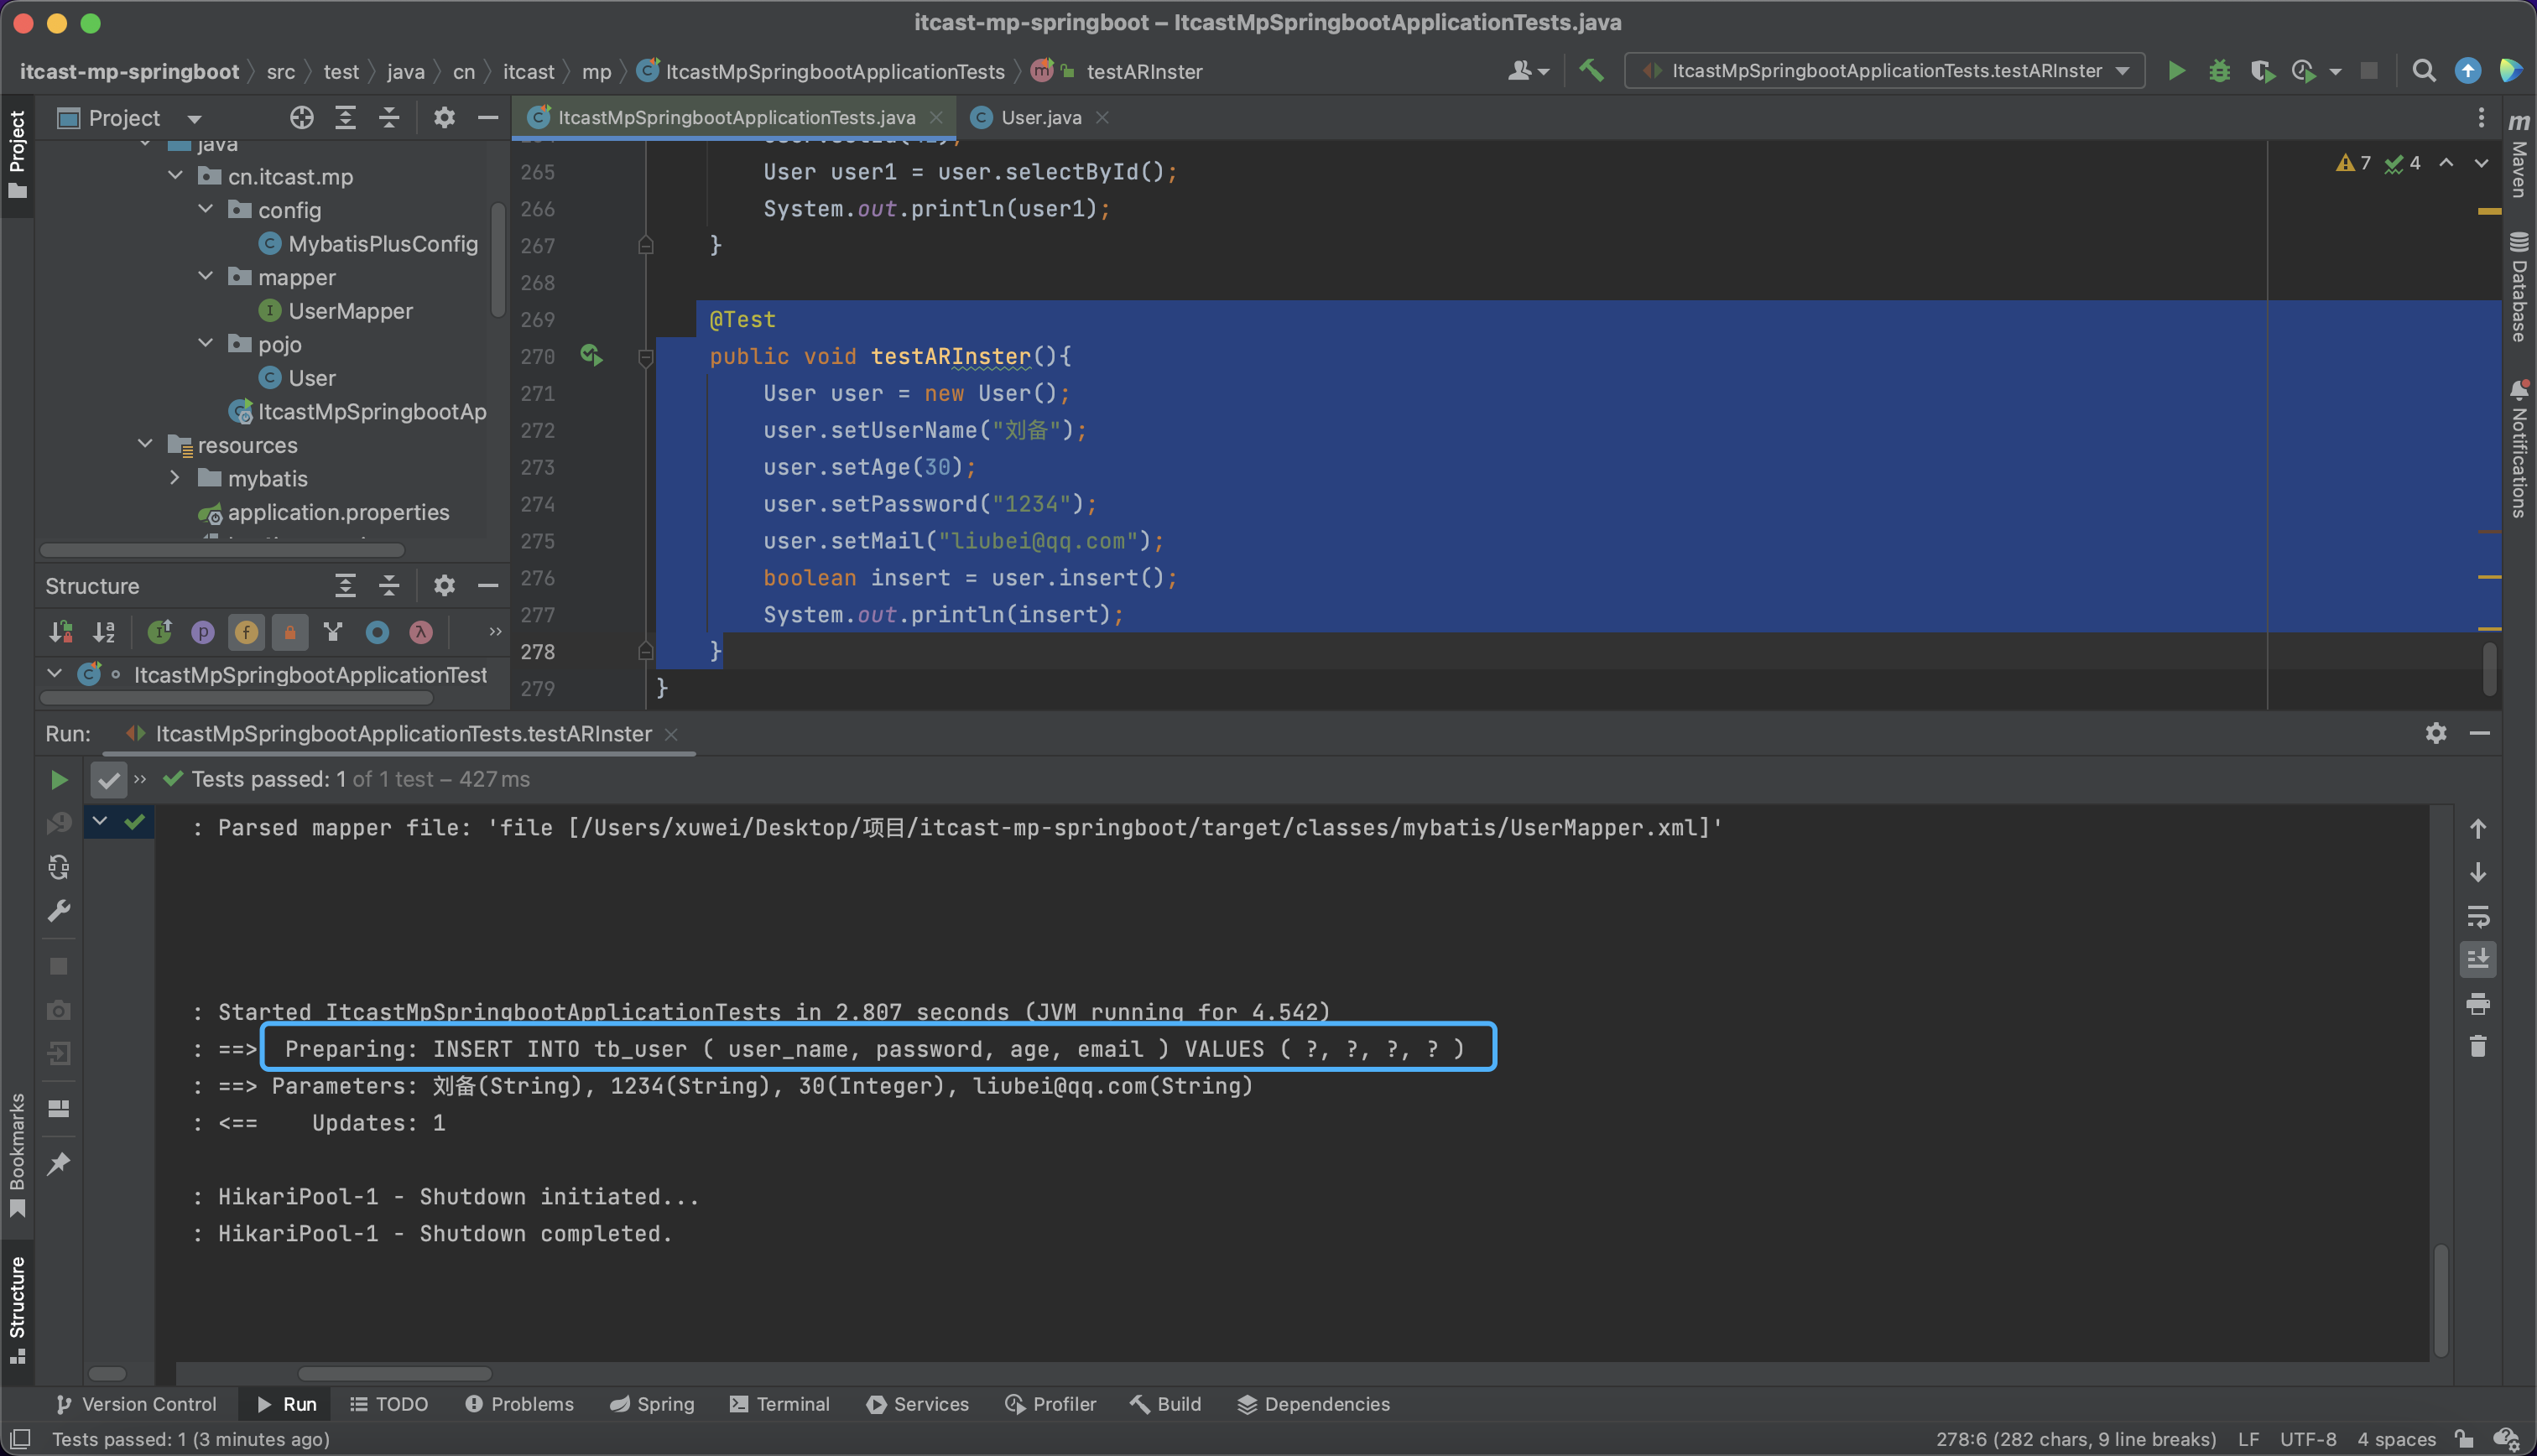 itcast-mp-springboot – ItcastMpSpringbootApplicationTests.java
itcast-mp-springboot src test java cn itcast mp ItcastMpSpringbootApplicationTests testARInster
ItcastMpSpringbootApplicationTests.testARInster
Project
ItcastMpSpringbootApplicationTests.java
User.java
java
cn.itcast.mp
config
MybatisPlusConfig
mapper
UserMapper
pojo
User
ItcastMpSpringbootAp
resources
mybatis
application.properties
Structure
ItcastMpSpringbootApplicationTest
7 4
265 User user1 = user.selectById();
266 System.out.println(user1);
267 }
268
269 @Test
270 public void testARInster(){
271 User user = new User();
272 user.setUserName("刘备");
273 user.setAge(30);
274 user.setPassword("1234");
275 user.setMail("liubei@qq.com");
276 boolean insert = user.insert();
277 System.out.println(insert);
278 }
279 }
Project
Bookmarks
Structure
Maven
Database
Notifications
Run: ItcastMpSpringbootApplicationTests.testARInster
Tests passed: 1 of 1 test – 427 ms
: Parsed mapper file: 'file [/Users/xuwei/Desktop/项目/itcast-mp-springboot/target/classes/mybatis/UserMapper.xml]'
: Started ItcastMpSpringbootApplicationTests in 2.807 seconds (JVM running for 4.542)
: ==> Preparing: INSERT INTO tb_user ( user_name, password, age, email ) VALUES ( ?, ?, ?, ? )
: ==> Parameters: 刘备(String), 1234(String), 30(Integer), liubei@qq.com(String)
: <== Updates: 1
: HikariPool-1 - Shutdown initiated...
: HikariPool-1 - Shutdown completed.
Version Control Run TODO Problems Spring Terminal Services Profiler Build Dependencies
Tests passed: 1 (3 minutes ago)
278:6 (282 chars, 9 line breaks) LF UTF-8 4 spaces